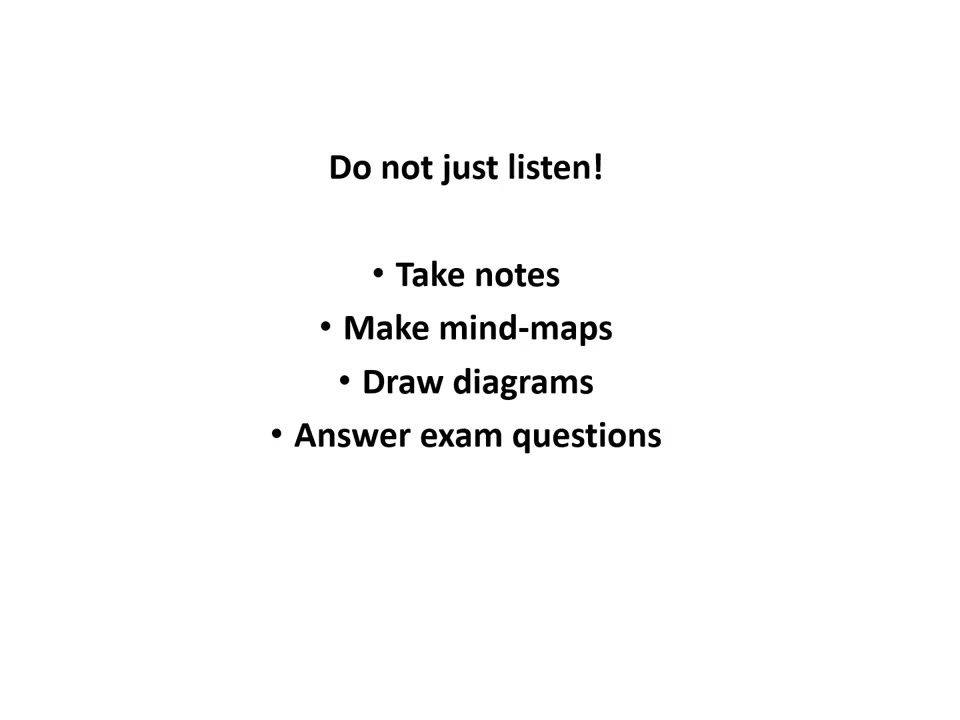 Do not just listen!
• Take notes
• Make mind-maps
• Draw diagrams
• Answer exam questions